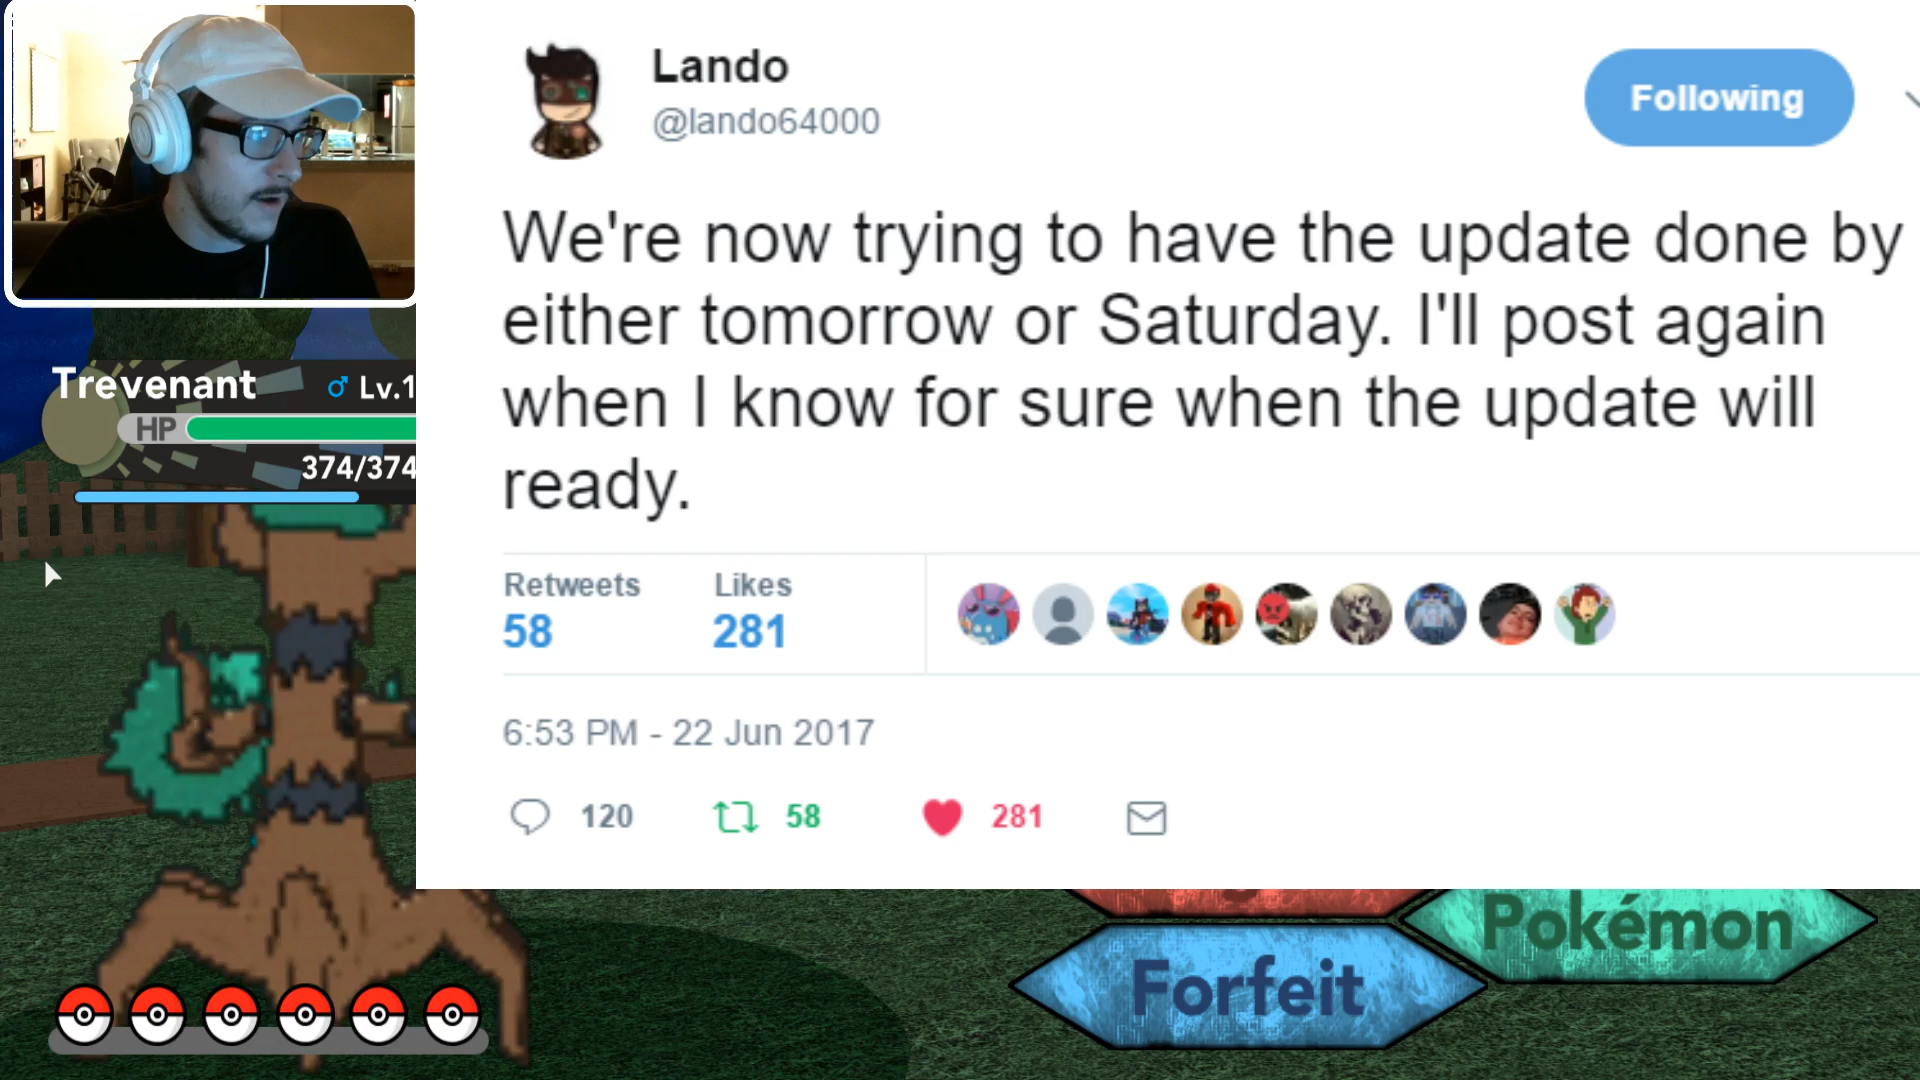 Lando
@lando64000
Following
We're now trying to have the update done by
either tomorrow or Saturday. I'll post again
when I know for sure when the update will
ready.
Retweets
58
Likes
281
6:53 PM - 22 Jun 2017
120
58
281
Trevenant ♂ Lv.1
HP
374/374
Pokémon
Forfeit